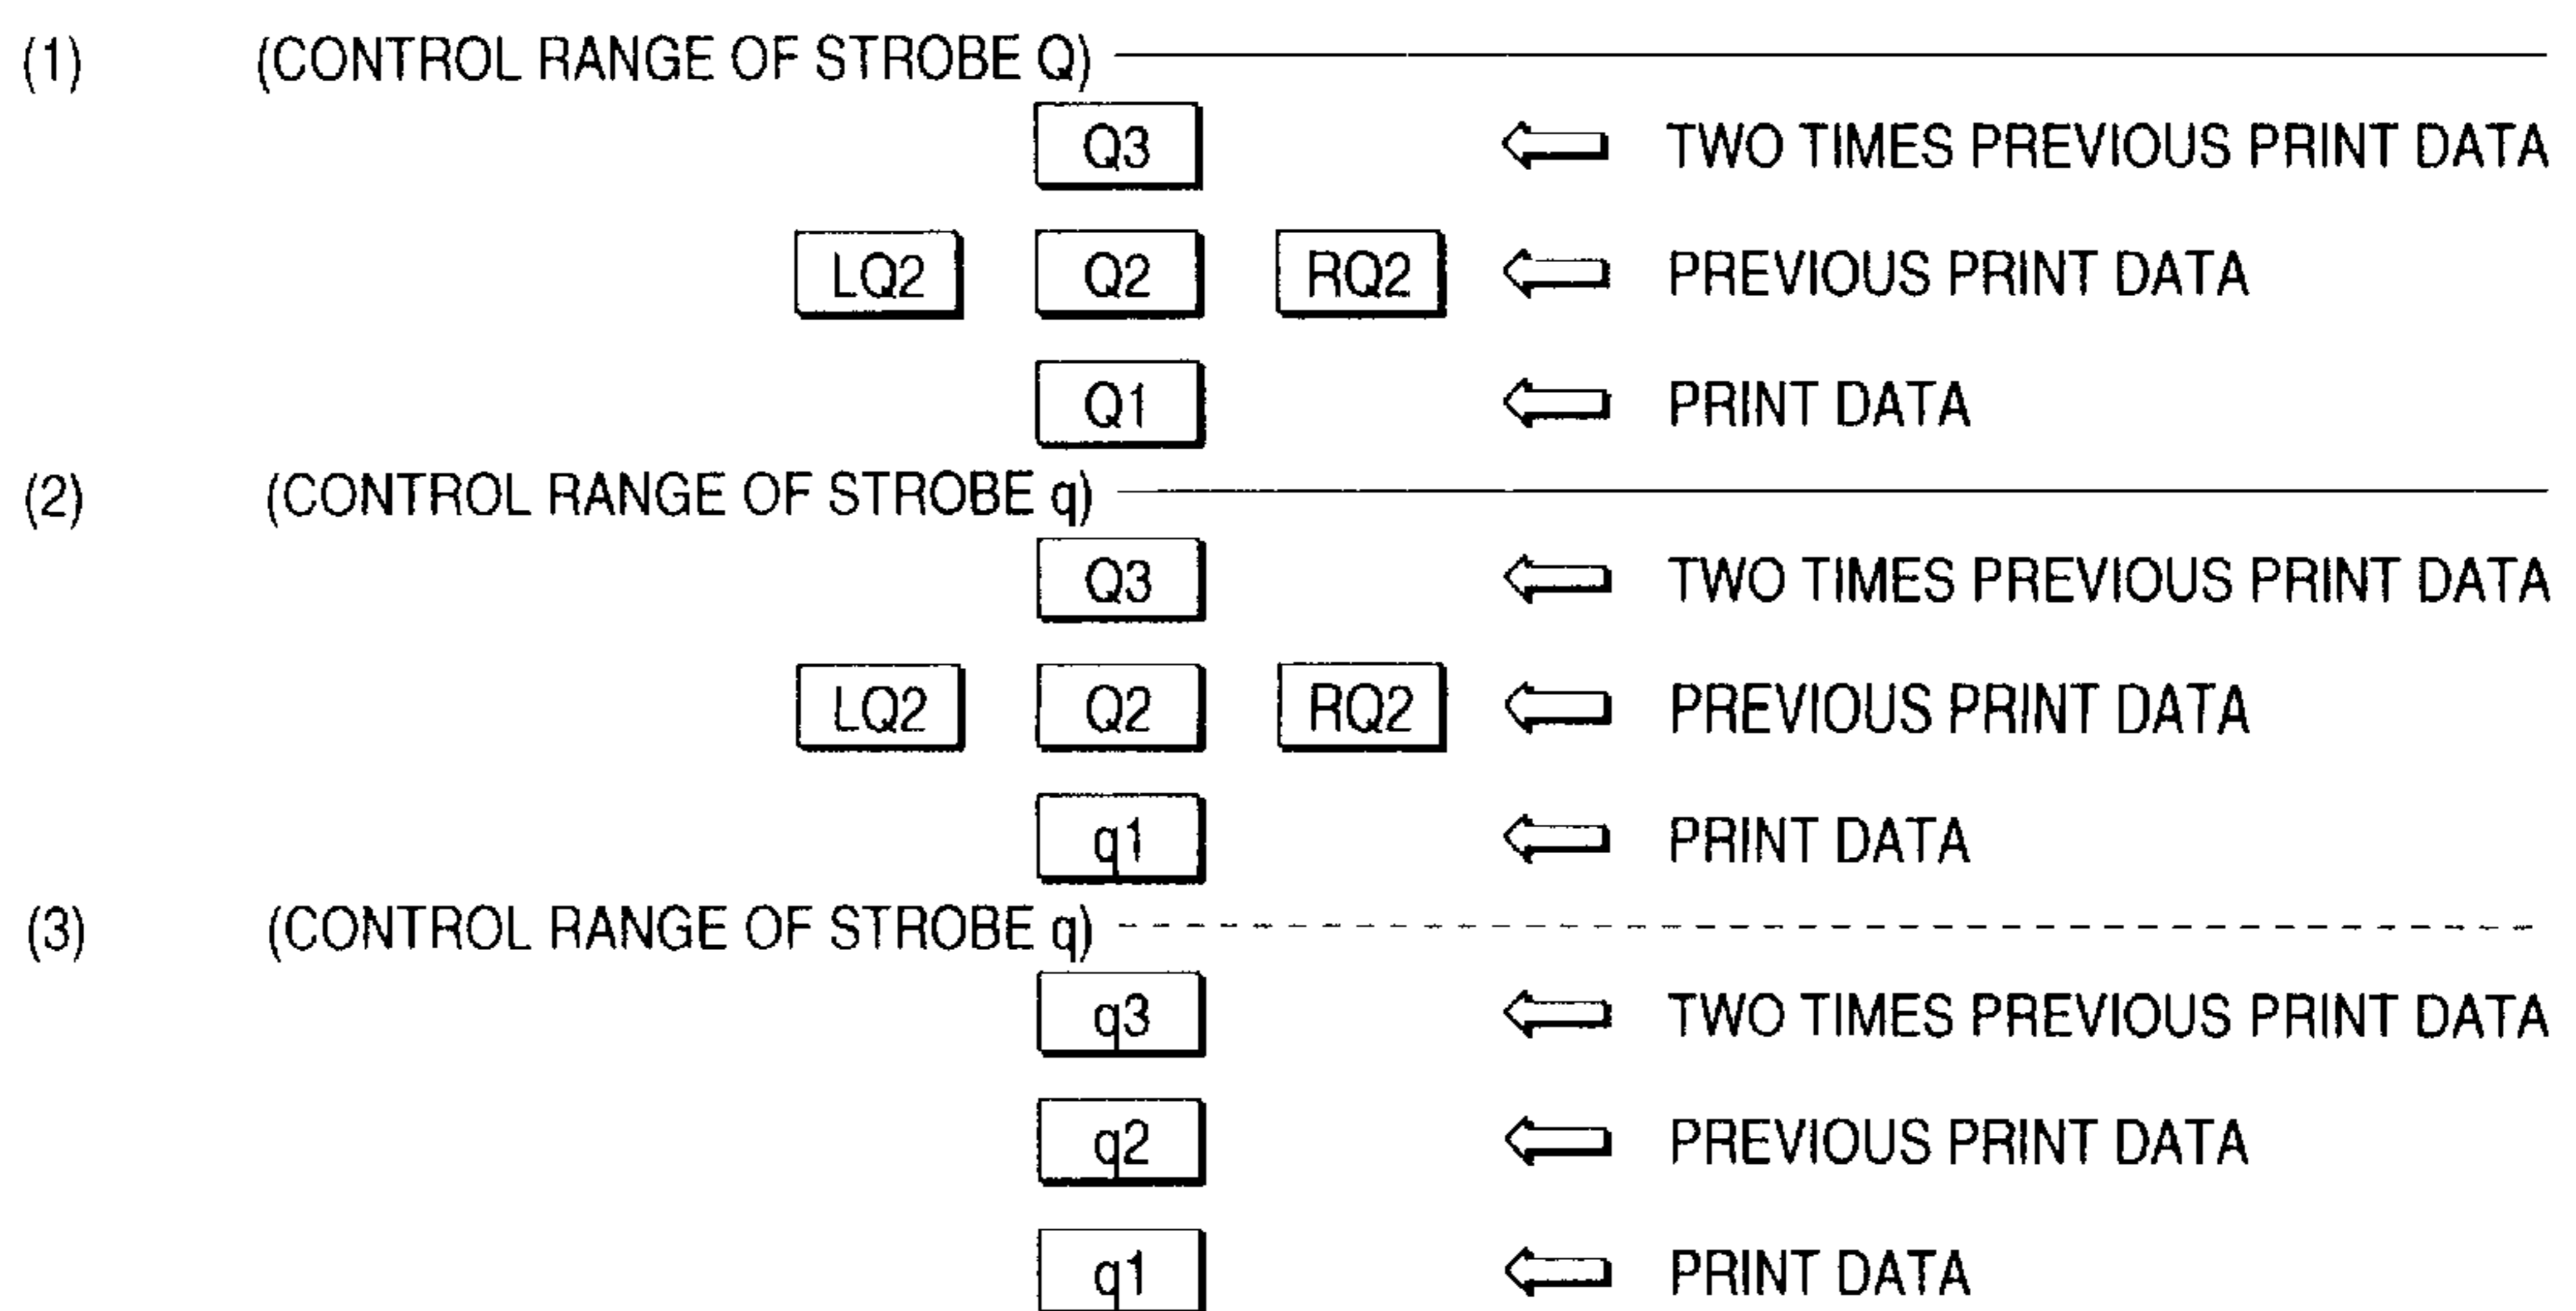 (1) (CONTROL RANGE OF STROBE Q)
Q3 TWO TIMES PREVIOUS PRINT DATA
LQ2 Q2 RQ2 PREVIOUS PRINT DATA
Q1 PRINT DATA
(2) (CONTROL RANGE OF STROBE q)
Q3 TWO TIMES PREVIOUS PRINT DATA
LQ2 Q2 RQ2 PREVIOUS PRINT DATA
q1 PRINT DATA
(3) (CONTROL RANGE OF STROBE q)
q3 TWO TIMES PREVIOUS PRINT DATA
q2 PREVIOUS PRINT DATA
q1 PRINT DATA